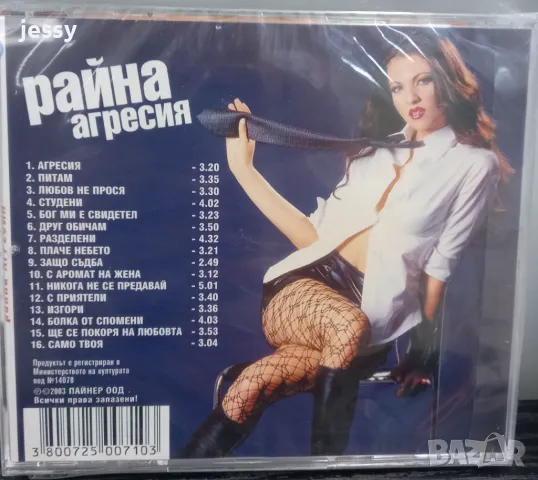 jessy
Райна
агресия
1. АГРЕСИЯ - 3.20
2. ПИТАМ - 3.35
3. ЛЮБОВ НЕ ПРОСЯ - 3.30
4. СТУДЕНИ - 4.02
5. БОГ МИ Е СВИДЕТЕЛ - 3.23
6. ДРУГ ОБИЧАМ - 3.50
7. РАЗДЕЛЕНИ - 4.32
8. ПЛАЧЕ НЕБЕТО - 3.21
9. ЗАЩО СЪДБА - 2.49
10. С АРОМАТ НА ЖЕНА - 3.12
11. НИКОГА НЕ СЕ ПРЕДАВАЙ - 5.01
12. С ПРИЯТЕЛИ - 3.40
13. ИЗГОРИ - 3.36
14. БОЛКА ОТ СПОМЕНИ - 4.03
15. ЩЕ СЕ ПОКОРЯ НА ЛЮБОВТА - 3.53
16. САМО ТВОЯ - 3.04
Продуктът е регистриран в
Министерството на културата
под №14078
℗©2003 ПАЙНЕР ООД
Всички права запазени!
3 800725 007103
BAZAR